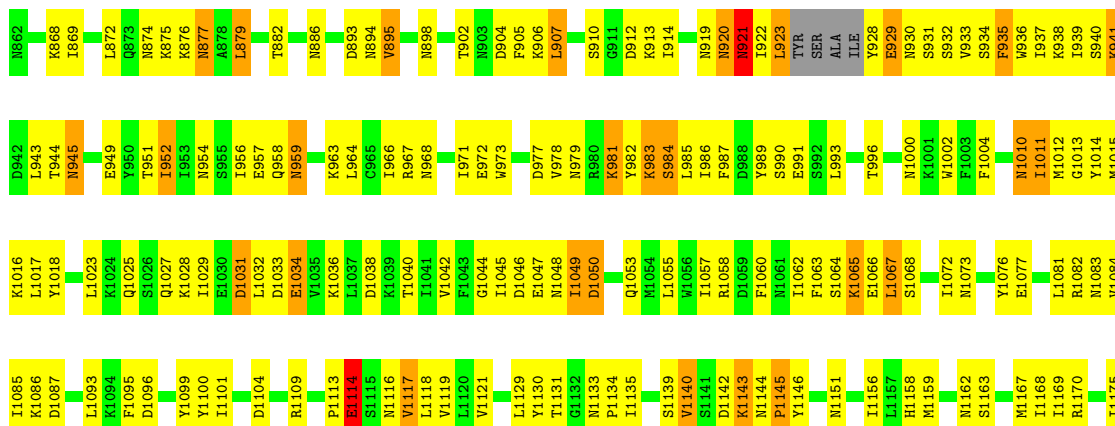 N862 K868 I869 L872 Q873 N874 K875 K876 N877 A878 L879 T882 N886 D893 N894 V895 N898 T902 N903 D904 F905 K906 L907 S910 G911 D912 K913 I914 N919 N920 N921 I922 L923 TYR SER ALA ILE Y928 E929 N930 S931 S932 V933 S934 F935 W936 I937 K938 I939 S940 K941
D942 L943 T944 N945 E949 Y950 T951 I952 I953 N954 S955 I956 E957 Q958 N959 K963 L964 C965 I966 R967 N968 I971 E972 W973 D977 V978 N979 R980 K981 Y982 K983 S984 L985 I986 F987 D988 Y989 S990 E991 S992 L993 T996 N1000 K1001 W1002 F1003 F1004 N1010 I1011 M1012 G1013 Y1014 M1015
K1016 L1017 Y1018 L1023 K1024 Q1025 S1026 Q1027 K1028 I1029 E1030 D1031 L1032 D1033 E1034 V1035 K1036 L1037 D1038 K1039 T1040 I1041 V1042 F1043 G1044 I1045 D1046 E1047 N1048 I1049 D1050 Q1053 M1054 L1055 W1056 I1057 R1058 D1059 F1060 N1061 I1062 F1063 S1064 K1065 E1066 L1067 S1068 I1072 N1073 Y1076 E1077 L1081 R1082 N1083 V1084
I1085 K1086 D1087 L1093 K1094 F1095 D1096 Y1099 Y1100 I1101 D1104 R1109 P1113 E1114 S1115 N1116 V1117 L1118 V1119 L1120 V1121 L1129 Y1130 T1131 G1132 N1133 P1134 I1135 S1139 V1140 S1141 D1142 K1143 N1144 P1145 Y1146 N1151 I1156 L1157 H1158 M1159 N1162 S1163 M1167 I1168 I1169 R1170 I1175